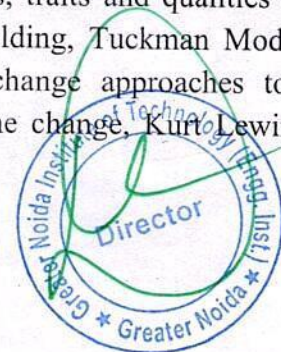 s, traits and qualities
lding, Tuckman Mod
change approaches to
he change, Kurt Lewi
Greater Noida Institute of Technology (Engg. Inst.)
Director
★ Greater Noida ★